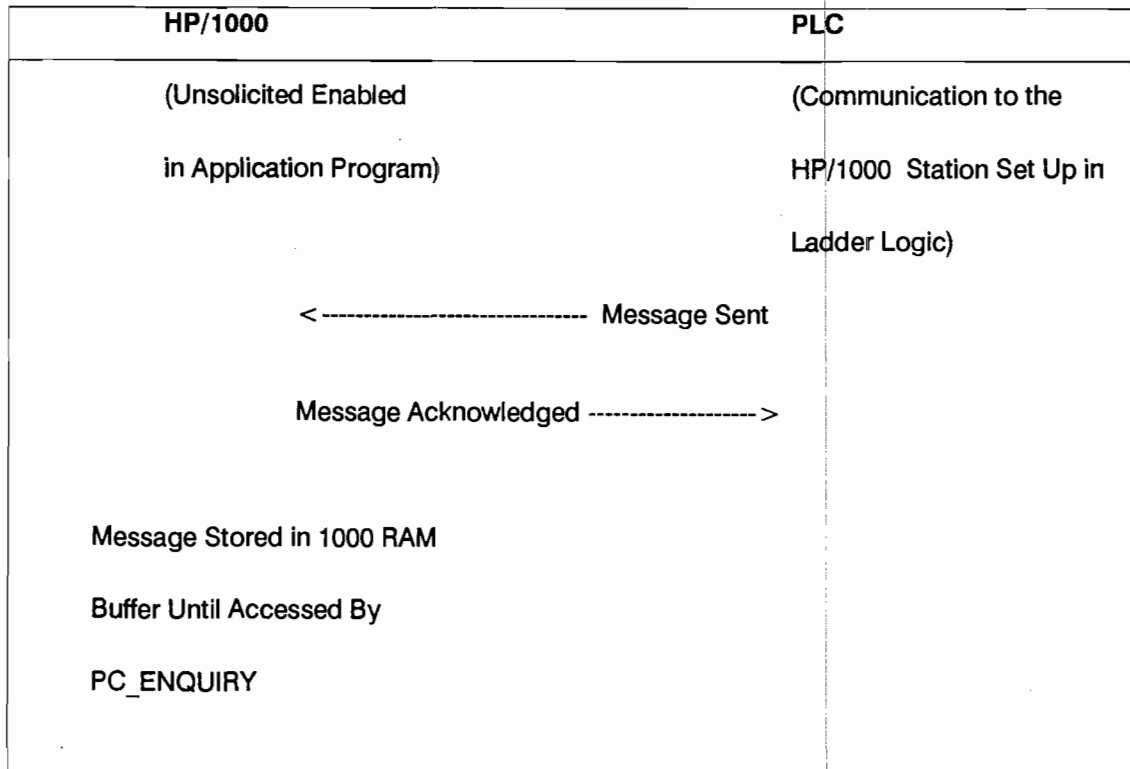 HP/1000 PLC
(Unsolicited Enabled (Communication to the
in Application Program) HP/1000 Station Set Up in
Ladder Logic)
<-------------------------------- Message Sent
Message Acknowledged -------------------->
Message Stored in 1000 RAM
Buffer Until Accessed By
PC_ENQUIRY